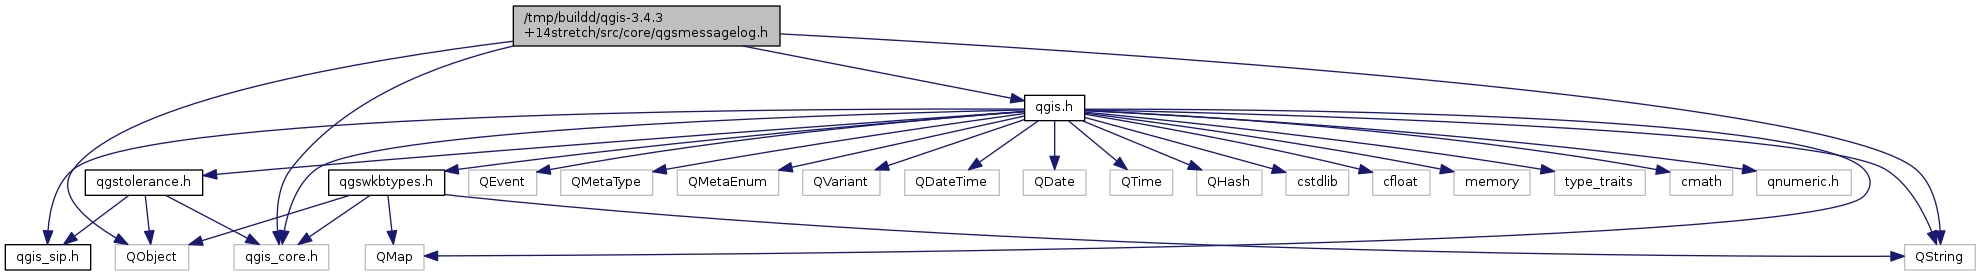 /tmp/buildd/qgis-3.4.3
+14stretch/src/core/qgsmessagelog.h
qgis.h
qgstolerance.h
qgswkbtypes.h
QEvent
QMetaType
QMetaEnum
QVariant
QDateTime
QDate
QTime
QHash
cstdlib
cfloat
memory
type_traits
cmath
qnumeric.h
qgis_sip.h
QObject
qgis_core.h
QMap
QString